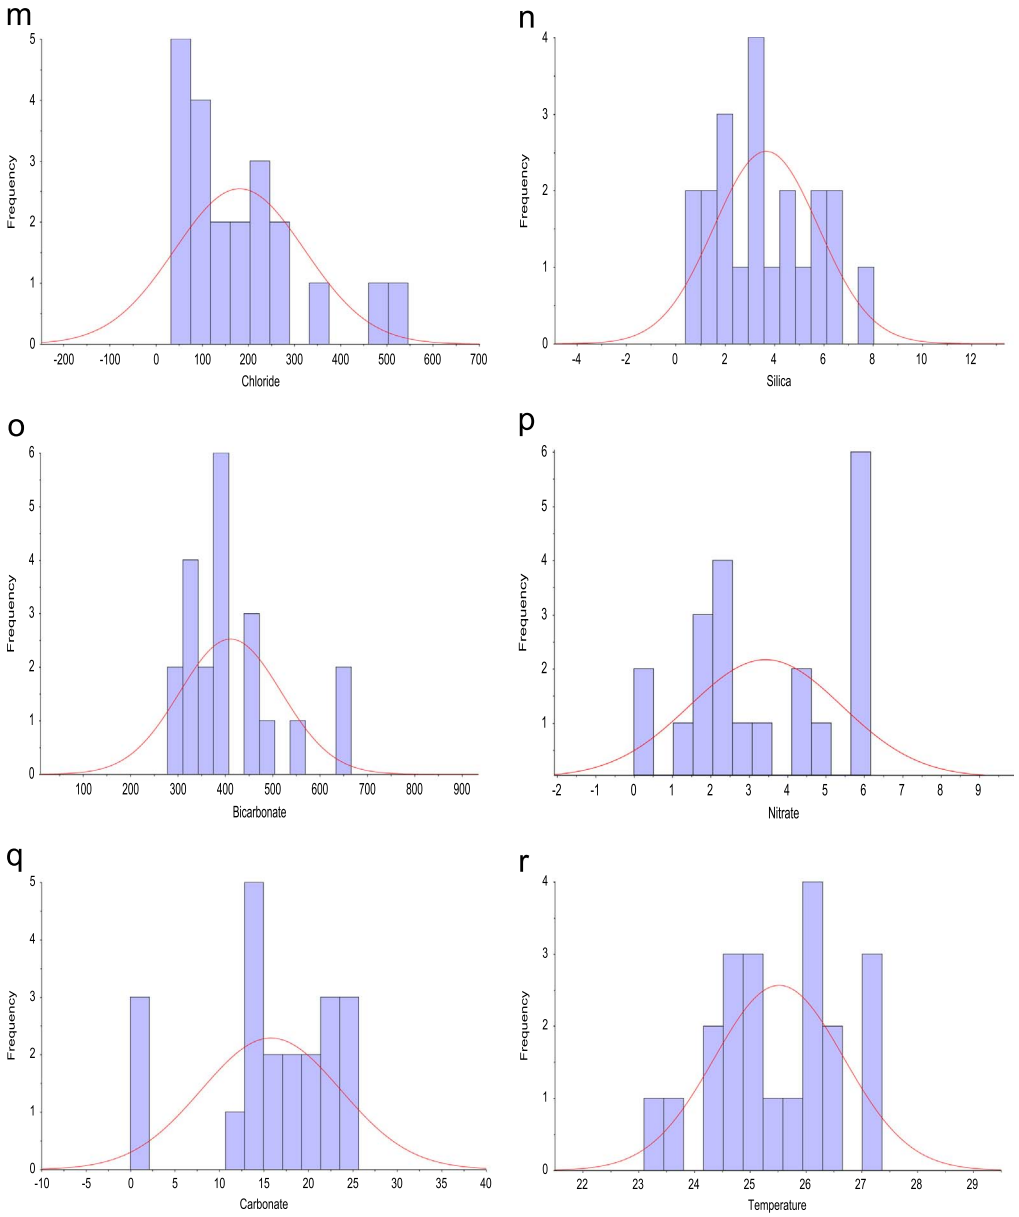 m
5
4
3
2
1
0
Frequency
-200 -100 0 100 200 300 400 500 600 700
Chloride
n
4
3
2
1
0
Frequency
-4 -2 0 2 4 6 8 10 12
Silica
o
6
5
4
3
2
1
0
Frequency
100 200 300 400 500 600 700 800 900
Bicarbonate
p
6
5
4
3
2
1
Frequency
-2 -1 0 1 2 3 4 5 6 7 8 9
Nitrate
q
5
4
3
2
1
0
Frequency
-10 -5 0 5 10 15 20 25 30 35 40
Carbonate
r
4
3
2
1
0
Frequency
22 23 24 25 26 27 28 29
Temperature